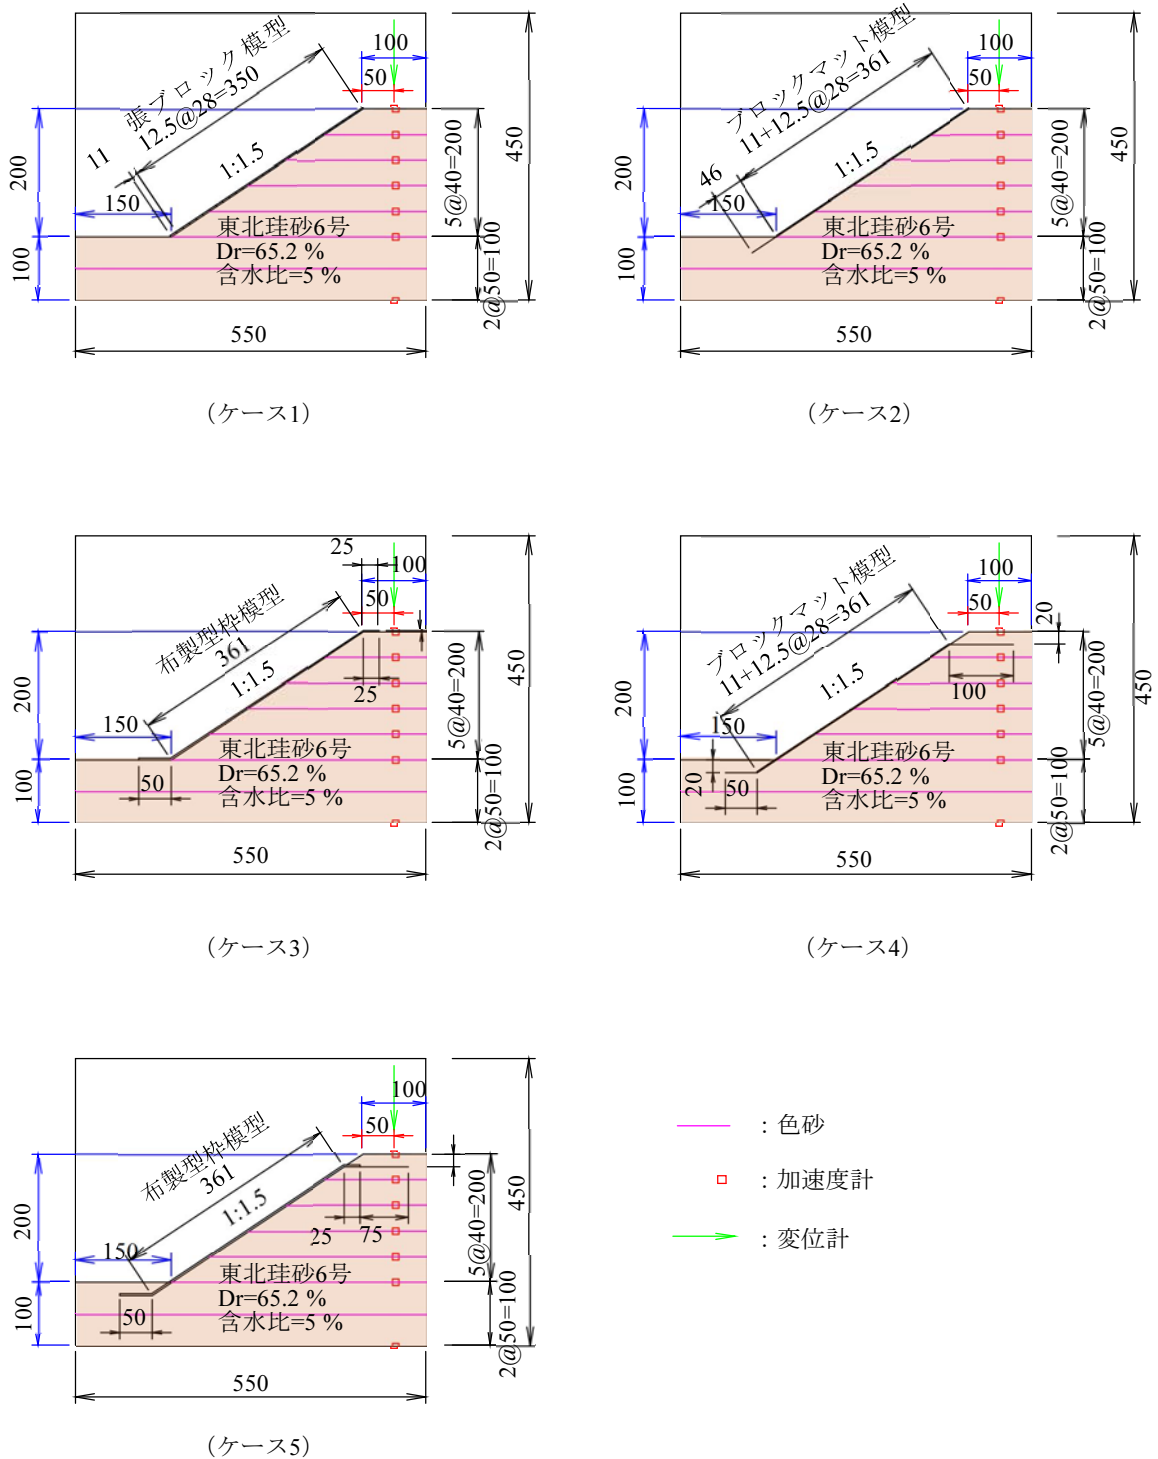 張ブロック模型
12.5@28=350
11
1:1.5
100
50
150
200
100
5@40=200
2@50=100
450
東北珪砂6号
Dr=65.2 %
含水比=5 %
550
（ケース1）
ブロックマット模型
11+12.5@28=361
46
1:1.5
100
50
150
200
100
5@40=200
2@50=100
450
東北珪砂6号
Dr=65.2 %
含水比=5 %
550
（ケース2）
布製型枠模型
361
1:1.5
25
100
50
25
150
50
200
100
5@40=200
2@50=100
450
東北珪砂6号
Dr=65.2 %
含水比=5 %
550
（ケース3）
ブロックマット模型
11+12.5@28=361
1:1.5
100
50
20
100
150
20
50
200
100
5@40=200
2@50=100
450
東北珪砂6号
Dr=65.2 %
含水比=5 %
550
（ケース4）
布製型枠模型
361
1:1.5
100
50
25
75
150
50
200
100
5@40=200
2@50=100
450
東北珪砂6号
Dr=65.2 %
含水比=5 %
550
（ケース5）
：色砂
：加速度計
：変位計